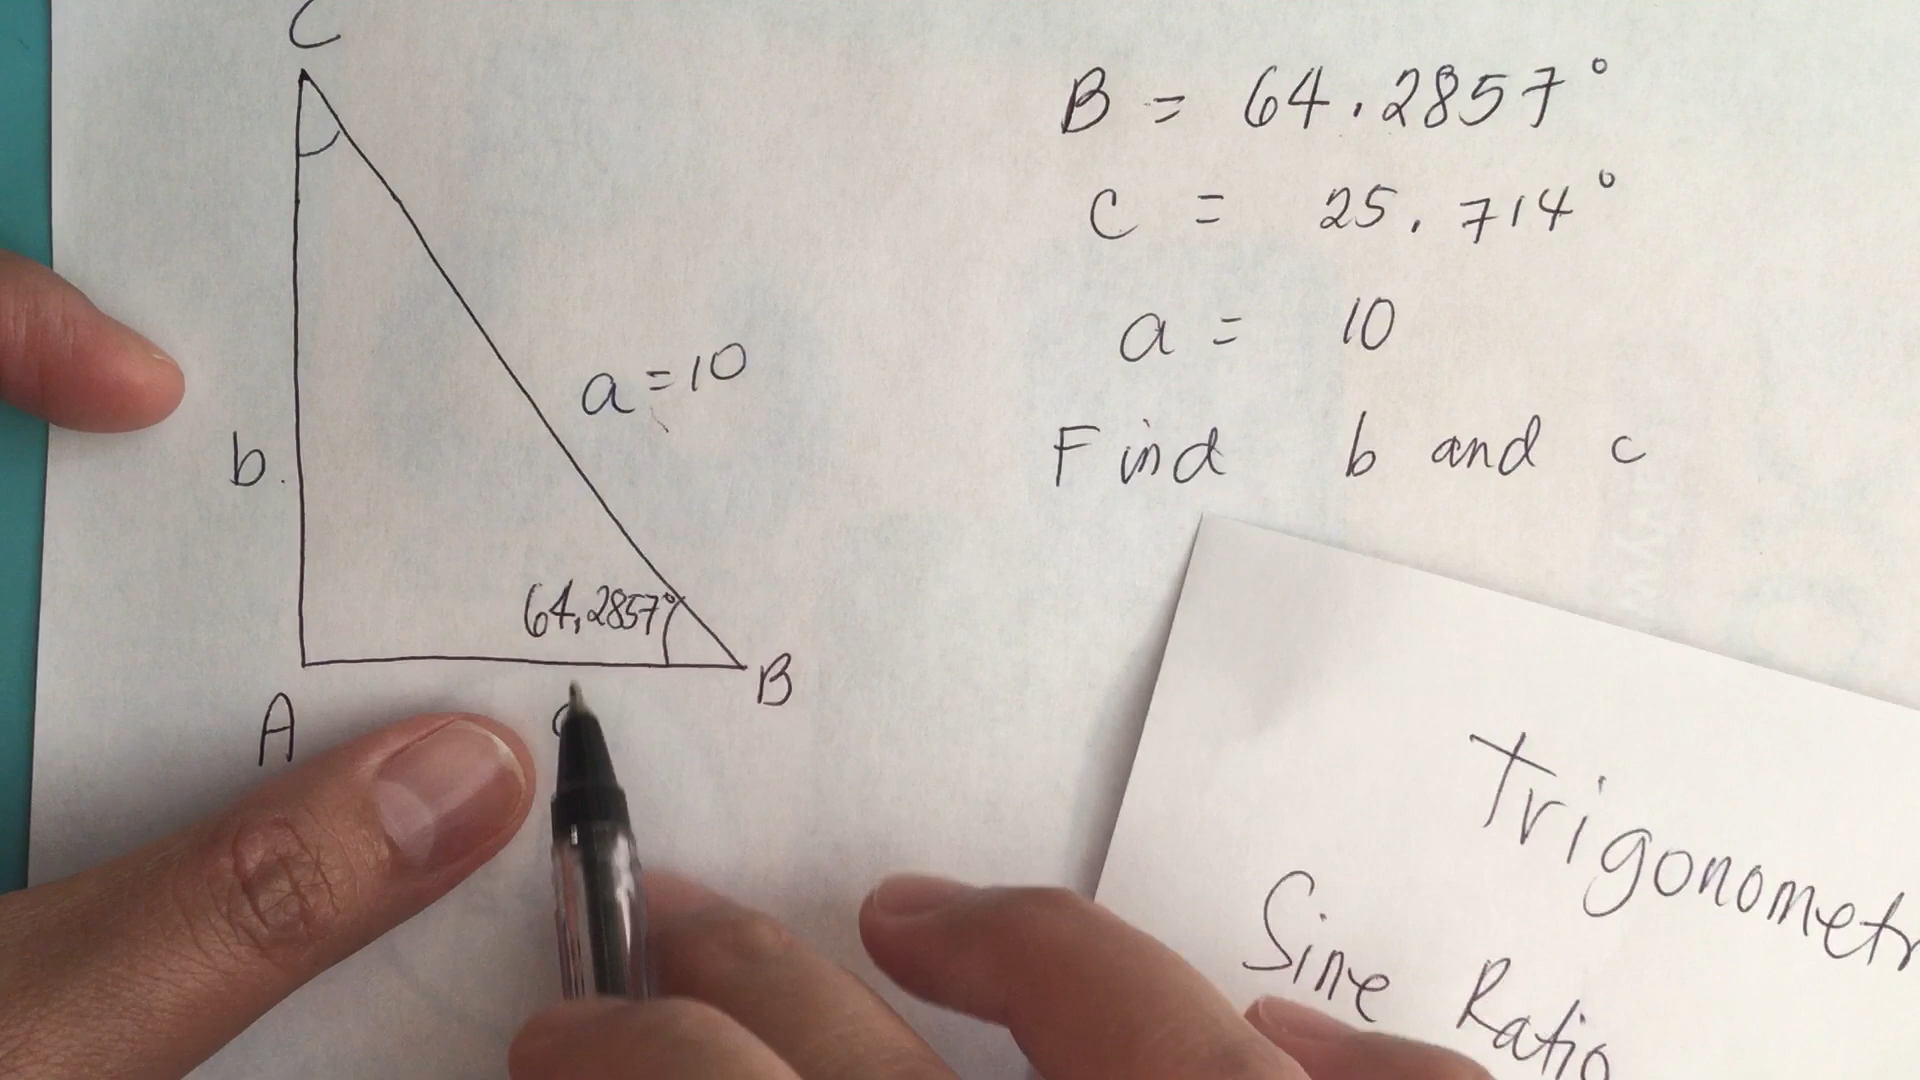 C
B = 64.2857°
C = 25.714°
a = 10
a = 10
Find b and c
b
64.2857°
B
A
Trigonometr
Sine Ratio